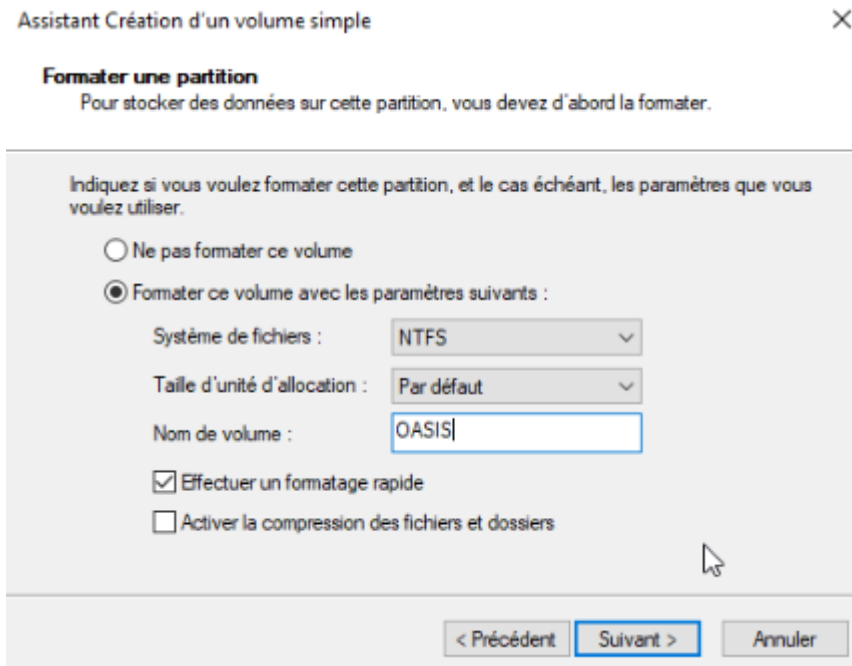 Assistant Création d'un volume simple
Formater une partition
Pour stocker des données sur cette partition, vous devez d'abord la formater.
Indiquez si vous voulez formater cette partition, et le cas échéant, les paramètres que vous
voulez utiliser.
Ne pas formater ce volume
Formater ce volume avec les paramètres suivants :
Système de fichiers : NTFS
Taille d'unité d'allocation : Par défaut
Nom de volume : OASIS
Effectuer un formatage rapide
Activer la compression des fichiers et dossiers
< Précédent Suivant > Annuler